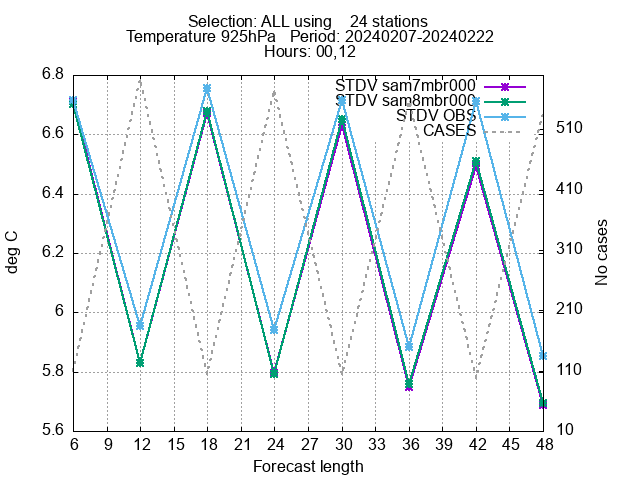 Selection: ALL using 24 stations
Temperature 925hPa Period: 20240207-20240222
Hours: 00,12
STDV sam7mbr000
STDV sam8mbr000
STDV OBS
CASES
6.8
6.6
6.4
6.2
6
5.8
5.6
deg C
510
410
310
210
110
10
No cases
6 9 12 15 18 21 24 27 30 33 36 39 42 45 48
Forecast length